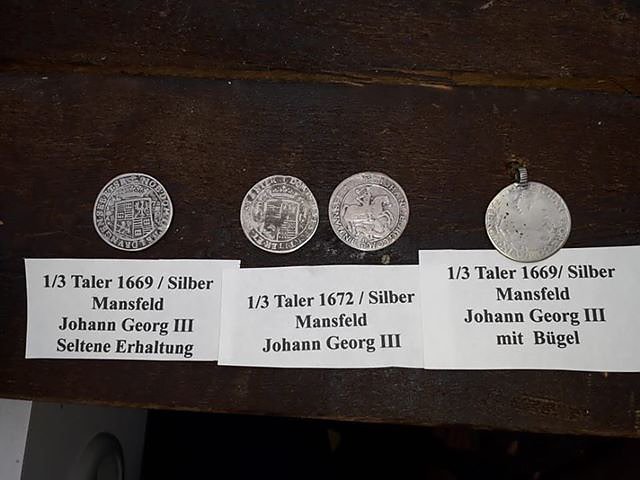 1/3 Taler 1669 / Silber
Mansfeld
Johann Georg III
Seltene Erhaltung
1/3 Taler 1672 / Silber
Mansfeld
Johann Georg III
1/3 Taler 1669/ Silber
Mansfeld
Johann Georg III
mit Bügel